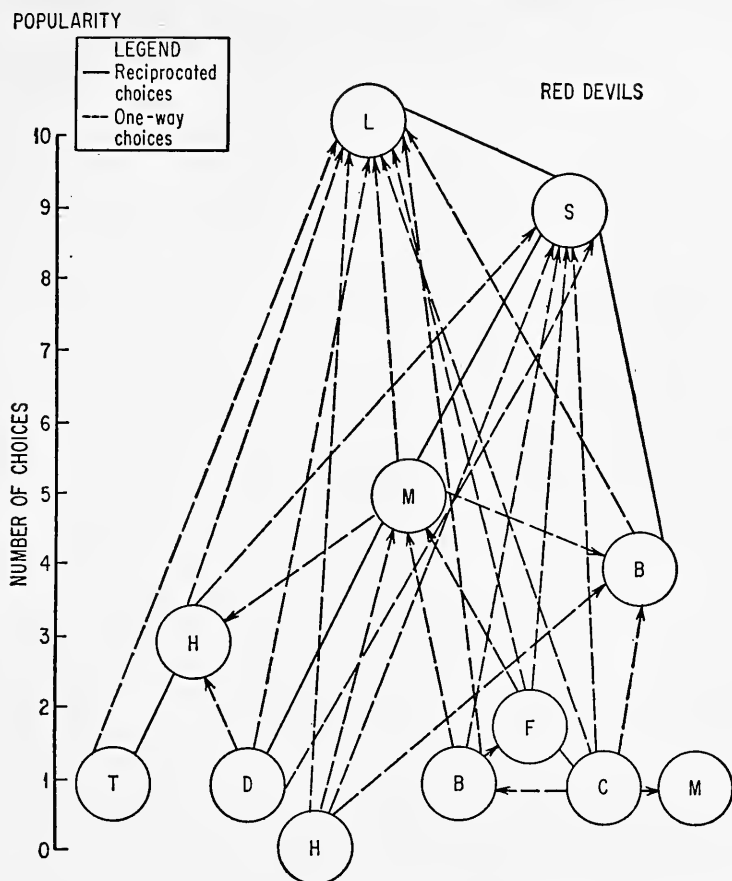 POPULARITY
LEGEND
Reciprocated
choices
One-way
choices
RED DEVILS
L
10
S
9
8
7
6
NUMBER OF CHOICES
M
5
B
4
H
3
F
2
T
D
B
C
M
1
H
0